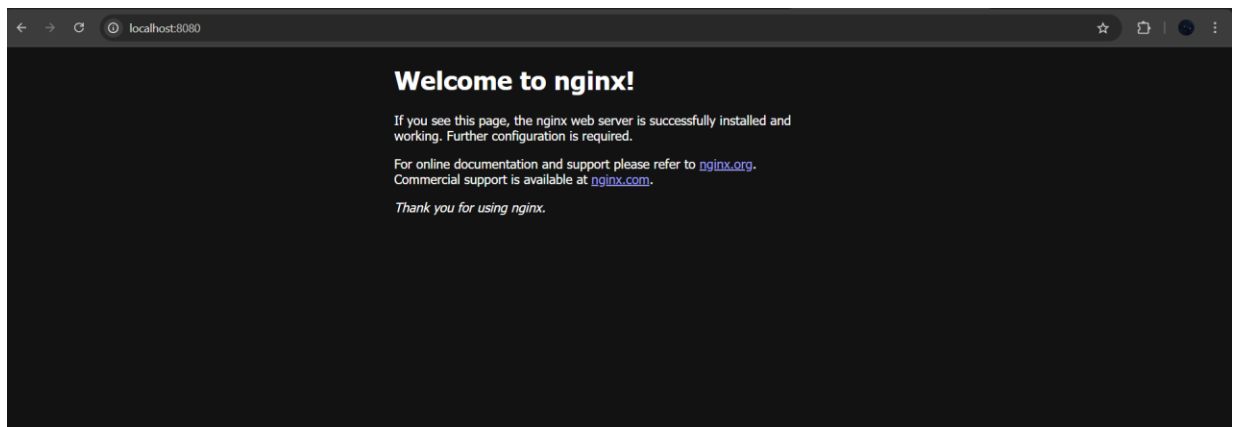 localhost:8080
Welcome to nginx!
If you see this page, the nginx web server is successfully installed and
working. Further configuration is required.
For online documentation and support please refer to nginx.org.
Commercial support is available at nginx.com.
Thank you for using nginx.